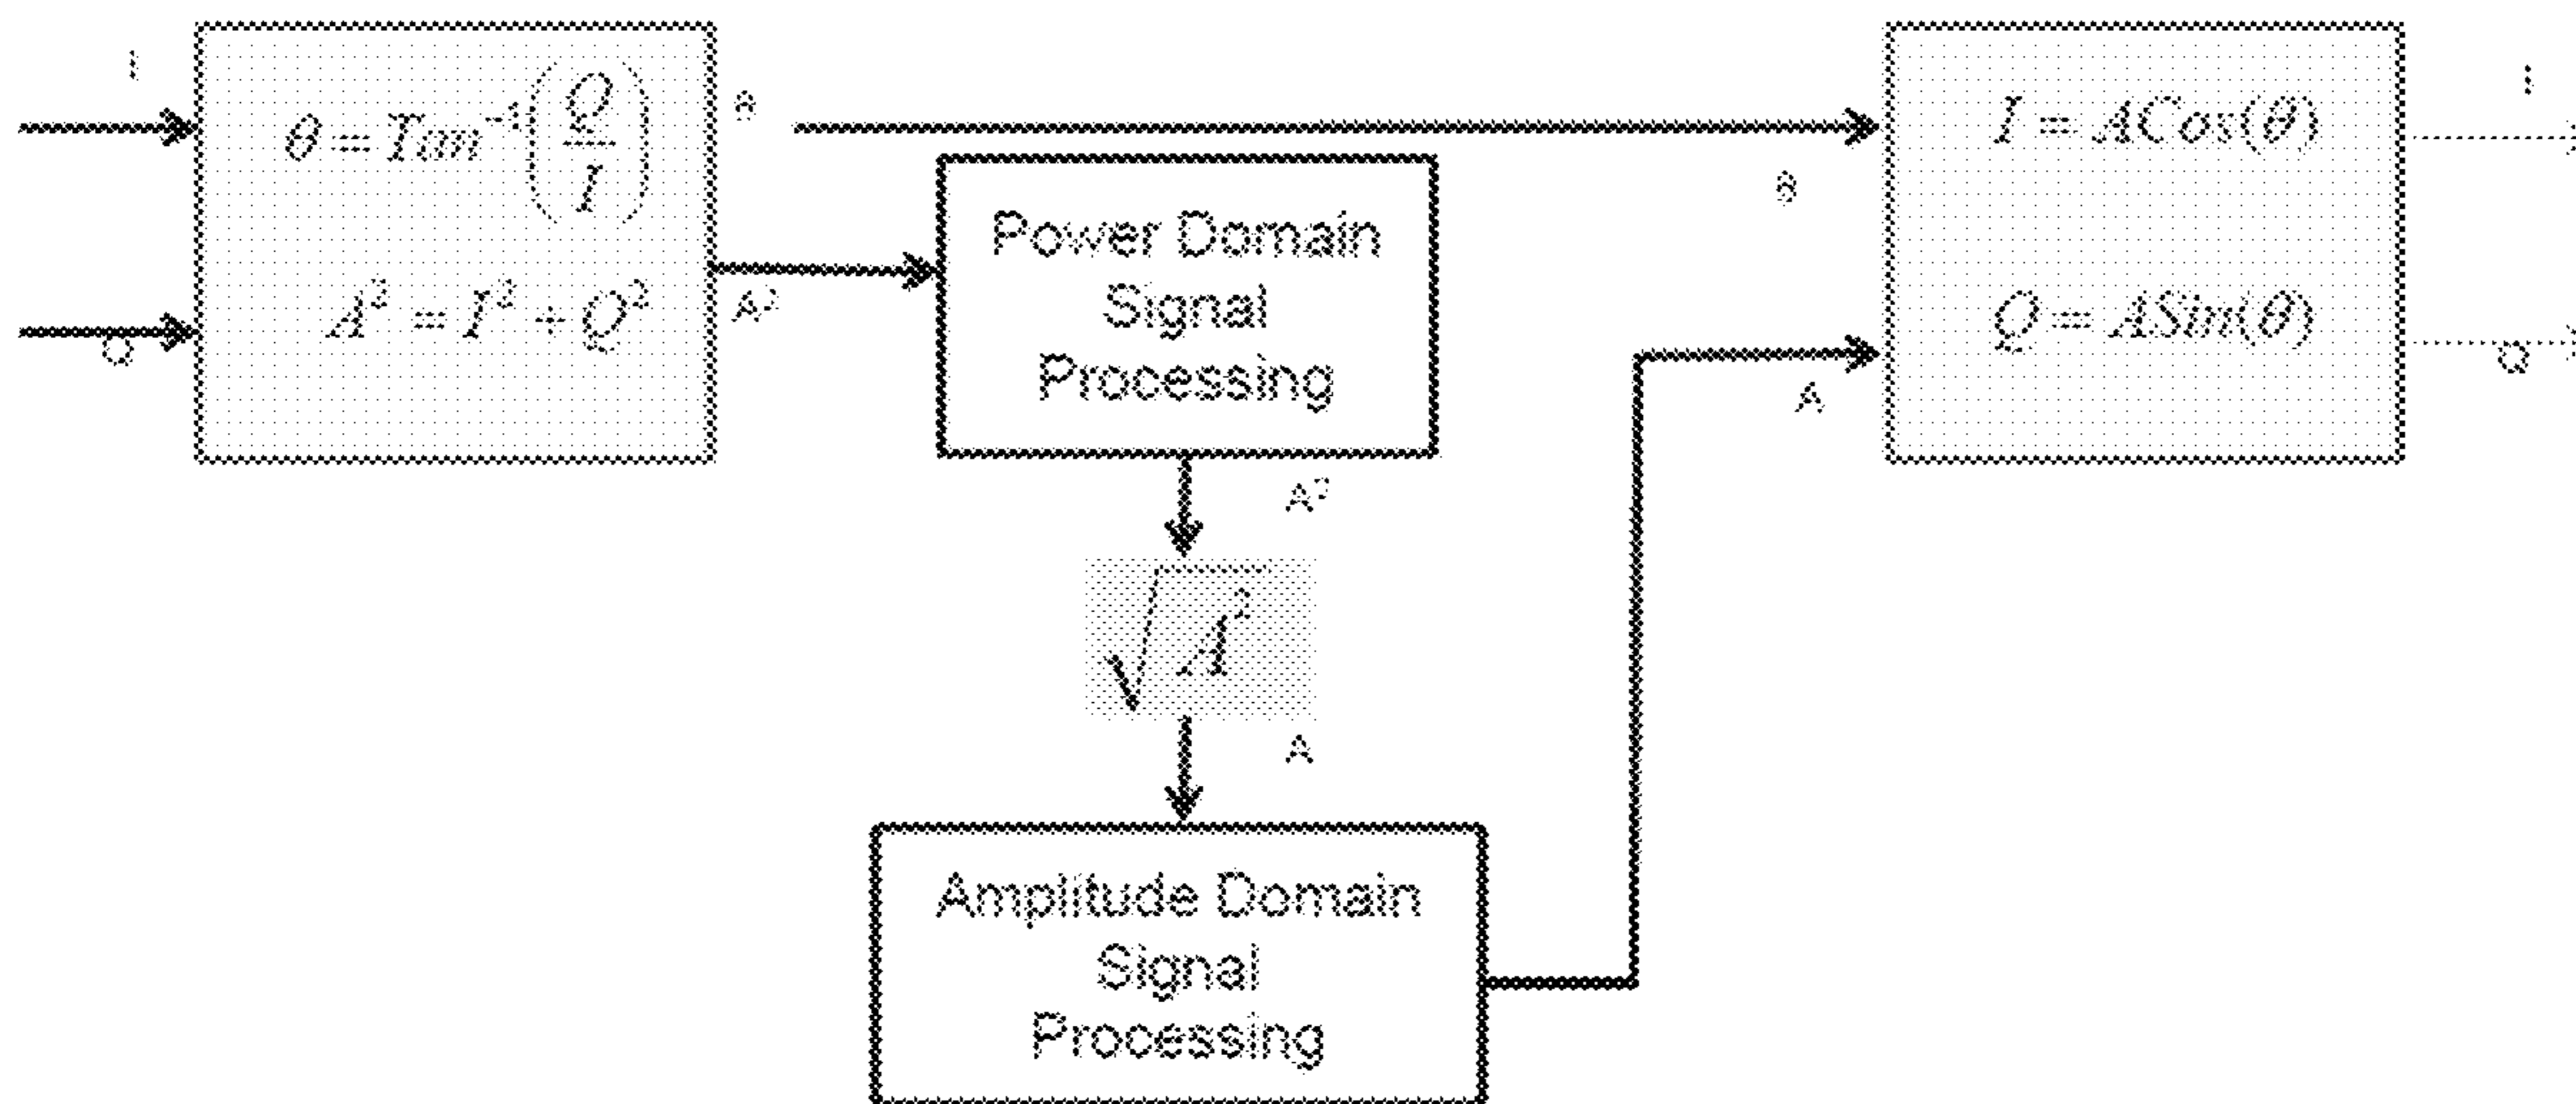 I
θ = Tan⁻¹(Q/I)
A² = I² + Q²
Q
θ
A²
Power Domain
Signal
Processing
A²
√A²
A
Amplitude Domain
Signal
Processing
θ
A
I = ACos(θ)
Q = ASin(θ)
I
Q